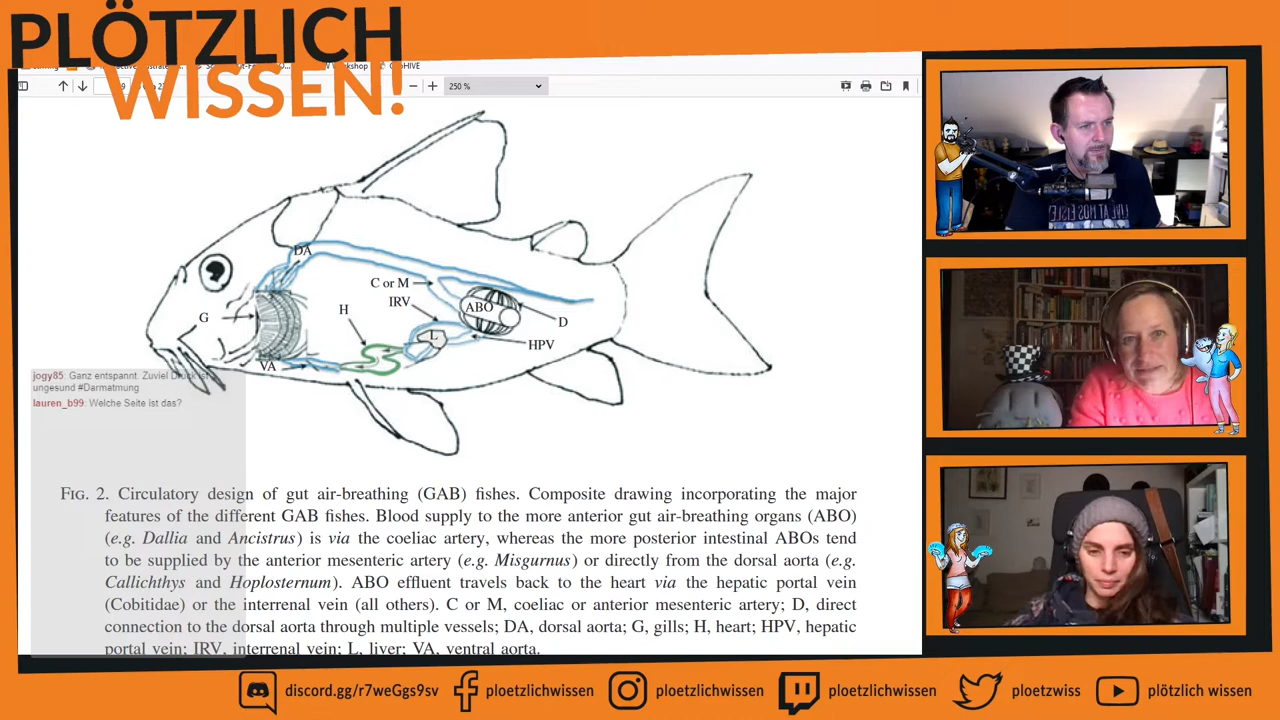 PLÖTZLICH
WISSEN!
250 %
DA
C or M
IRV
ABO
G
H
L
D
HPV
VA
jogy85: Ganz entspannt. Zuviel Druck ist
ungesund #Darmatmung
lauren_b99: Welche Seite ist das?
FIG. 2. Circulatory design of gut air-breathing (GAB) fishes. Composite drawing incorporating the major
features of the different GAB fishes. Blood supply to the more anterior gut air-breathing organs (ABO)
(e.g. Dallia and Ancistrus) is via the coeliac artery, whereas the more posterior intestinal ABOs tend
to be supplied by the anterior mesenteric artery (e.g. Misgurnus) or directly from the dorsal aorta (e.g.
Callichthys and Hoplosternum). ABO effluent travels back to the heart via the hepatic portal vein
(Cobitidae) or the interrenal vein (all others). C or M, coeliac or anterior mesenteric artery; D, direct
connection to the dorsal aorta through multiple vessels; DA, dorsal aorta; G, gills; H, heart; HPV, hepatic
portal vein; IRV, interrenal vein; L, liver; VA, ventral aorta.
LIVE AT MOS EISLEY
discord.gg/r7weGgs9sv
ploetzlichwissen
ploetzlichwissen
ploetzlichwissen
ploetzwiss
plötzlich wissen